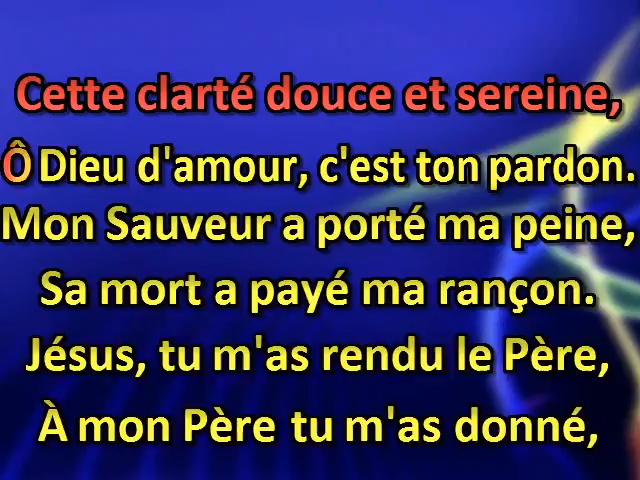 Cette clarté douce et sereine,
Ô Dieu d'amour, c'est ton pardon.
Mon Sauveur a porté ma peine,
Sa mort a payé ma rançon.
Jésus, tu m'as rendu le Père,
À mon Père tu m'as donné,